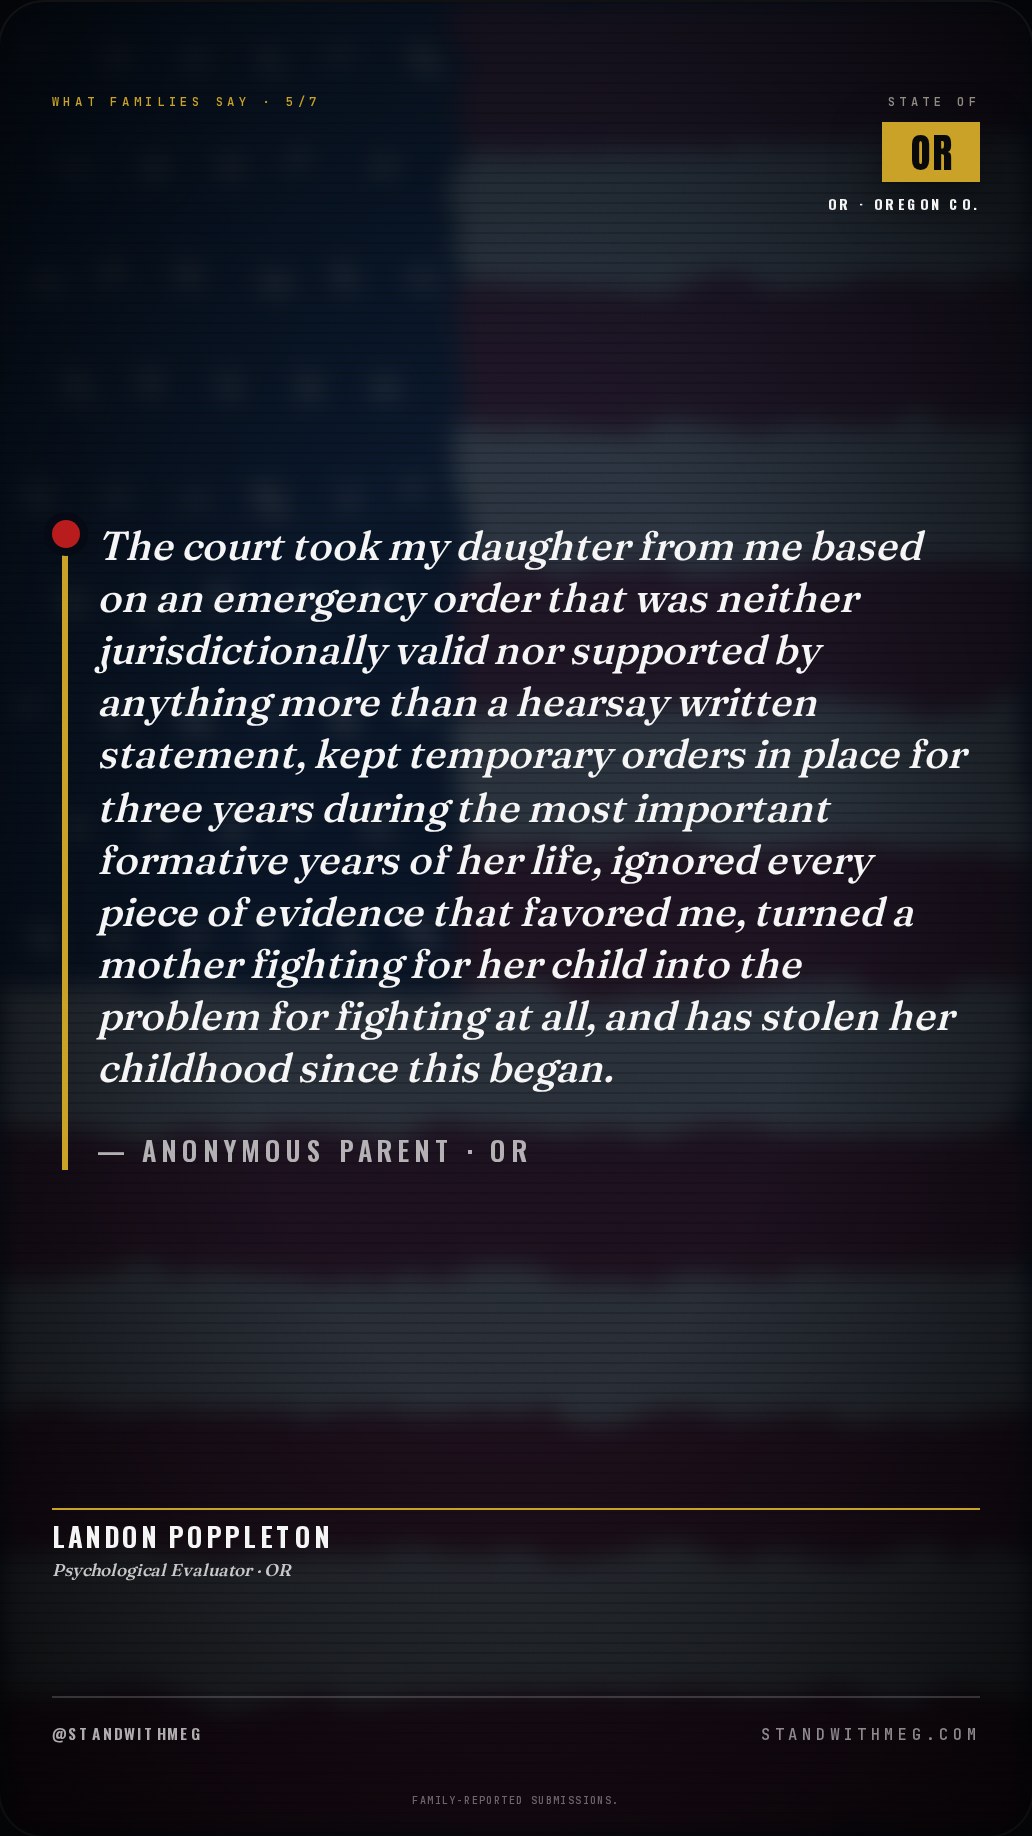 WHAT FAMILIES SAY · 5/7
STATE OF
OR
OR · OREGON CO.
The court took my daughter from me based
on an emergency order that was neither
jurisdictionally valid nor supported by
anything more than a hearsay written
statement, kept temporary orders in place for
three years during the most important
formative years of her life, ignored every
piece of evidence that favored me, turned a
mother fighting for her child into the
problem for fighting at all, and has stolen her
childhood since this began.
— ANONYMOUS PARENT · OR
LANDON POPPLETON
Psychological Evaluator · OR
@STANDWITHMEG
STANDWITHMEG.COM
FAMILY-REPORTED SUBMISSIONS.